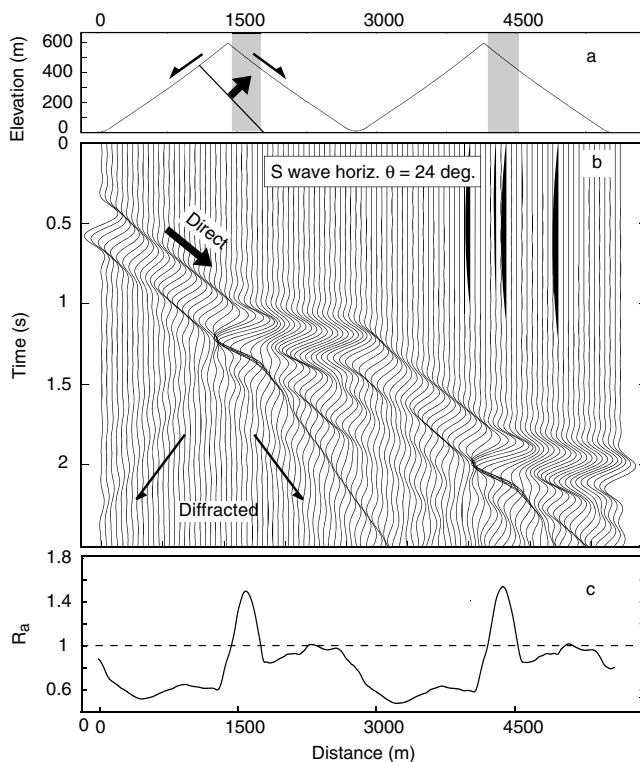 0 1500 3000 4500
600
400
200
0
Elevation (m)
a
0
0.5
1
1.5
2
Time (s)
S wave horiz. θ = 24 deg.
b
Direct
Diffracted
1.8
1.4
1
0.6
Ra
c
0 0 1500 3000 4500
Distance (m)